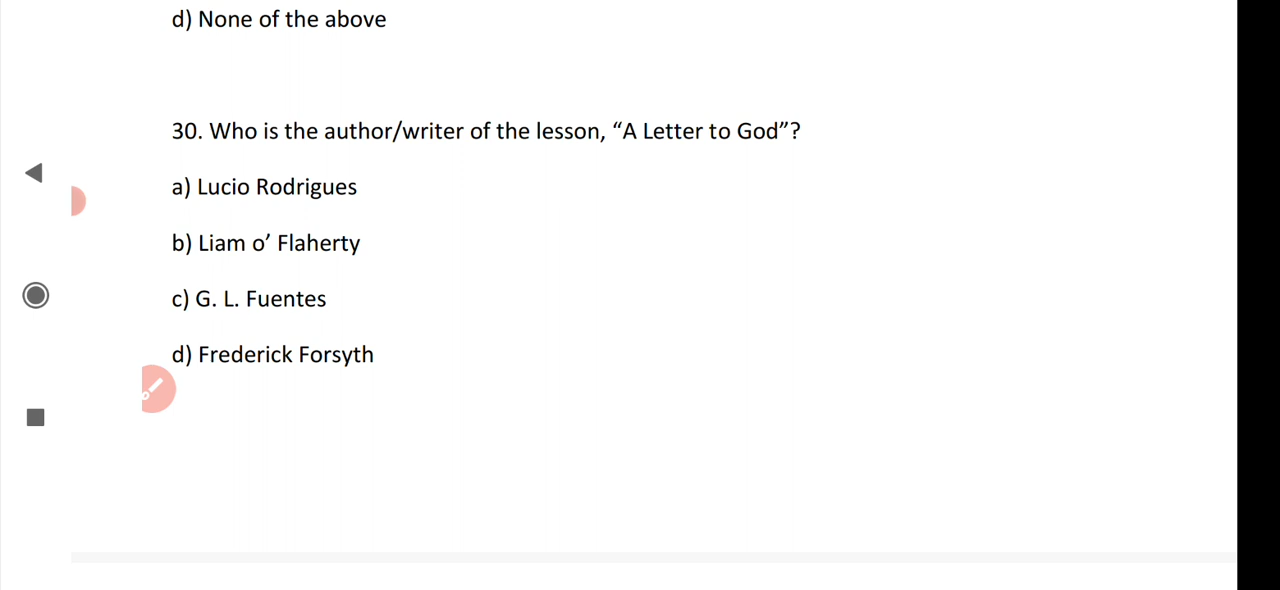 d) None of the above
30. Who is the author/writer of the lesson, “A Letter to God”?
a) Lucio Rodrigues
b) Liam o’ Flaherty
c) G. L. Fuentes
d) Frederick Forsyth